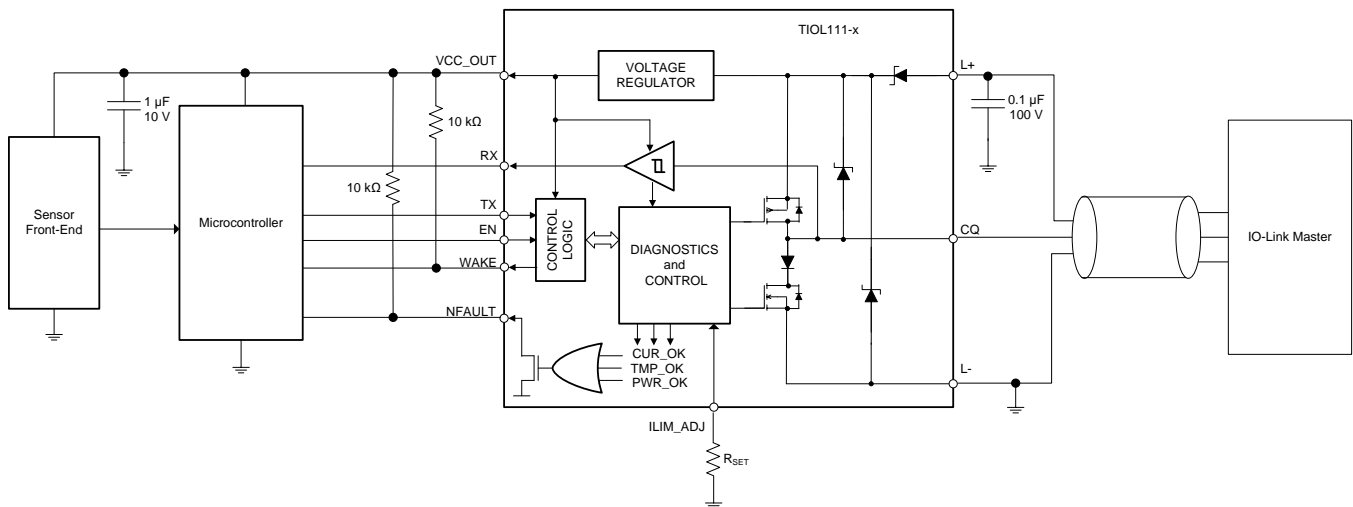 TIOL111-x
VCC_OUT
VOLTAGE
REGULATOR
L+
1 µF
10 V
10 kΩ
0.1 µF
100 V
RX
10 kΩ
Sensor
Front-End
Microcontroller
TX
EN
WAKE
NFAULT
CONTROL
LOGIC
DIAGNOSTICS
and
CONTROL
CQ
IO-Link Master
CUR_OK
TMP_OK
PWR_OK
L-
ILIM_ADJ
RSET